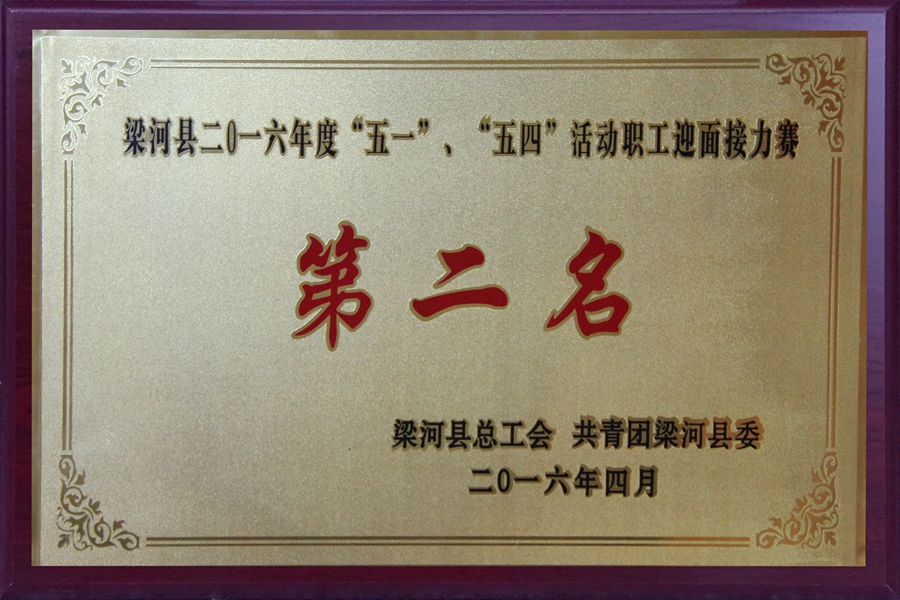 梁河县二0一六年度“五一”、“五四”活动职工迎面接力赛
第二名
梁河县总工会 共青团梁河县委
二0一六年四月